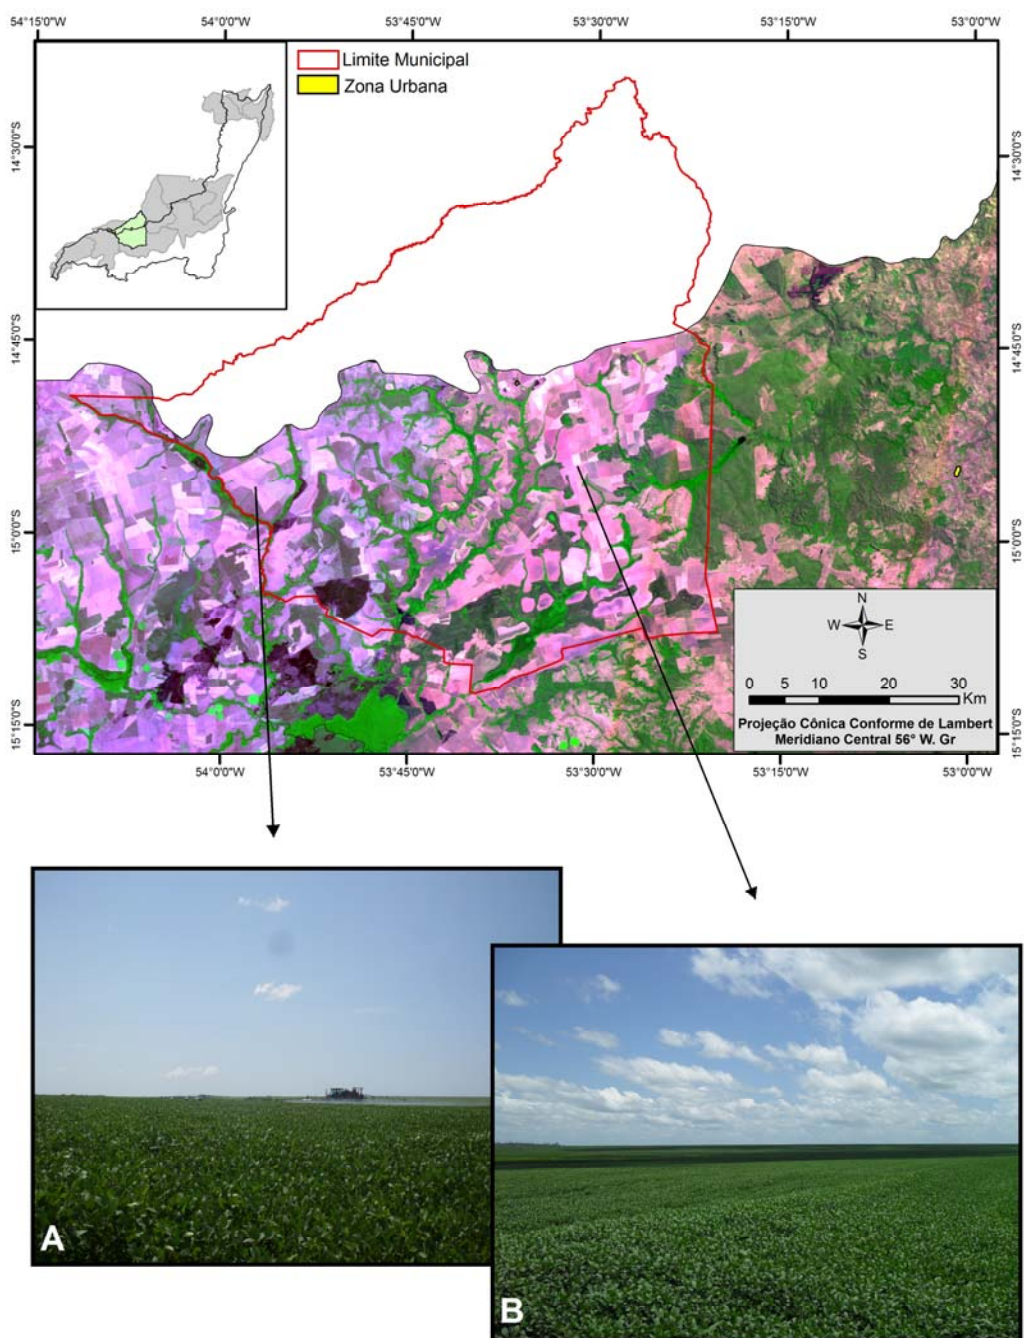 54°15'0"W 54°0'0"W 53°45'0"W 53°30'0"W 53°15'0"W 53°0'0"W
Limite Municipal
Zona Urbana
14°30'0"S
14°30'0"S
14°45'0"S
14°45'0"S
15°0'0"S
15°0'0"S
15°15'0"S
15°15'0"S
N
W E
S
0 5 10 20 30
Km
Projeção Cônica Conforme de Lambert
Meridiano Central 56° W. Gr
54°0'0"W 53°45'0"W 53°30'0"W 53°15'0"W 53°0'0"W
A
B